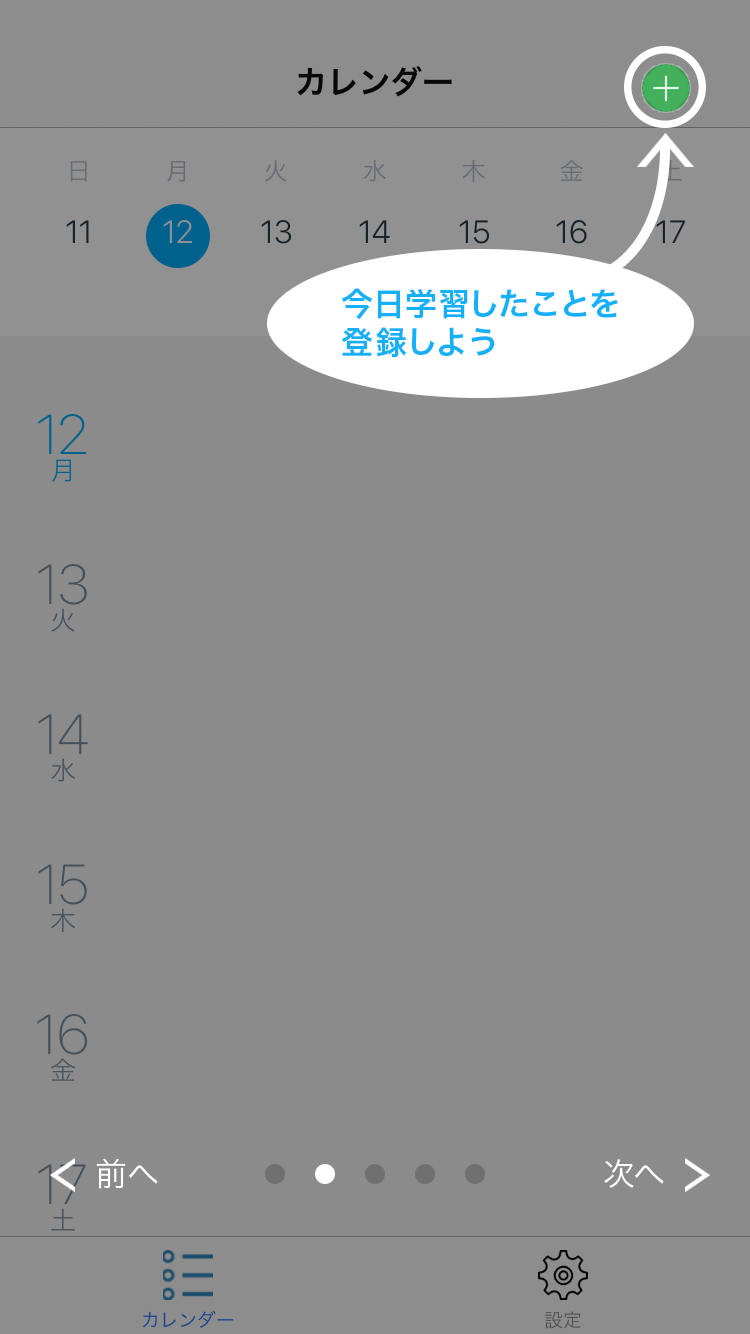 カレンダー
日 月 火 水 木 金 土
11 12 13 14 15 16 17
今日学習したことを
登録しよう
12
月
13
火
14
水
15
木
16
金
17
前へ 次へ
土
カレンダー 設定